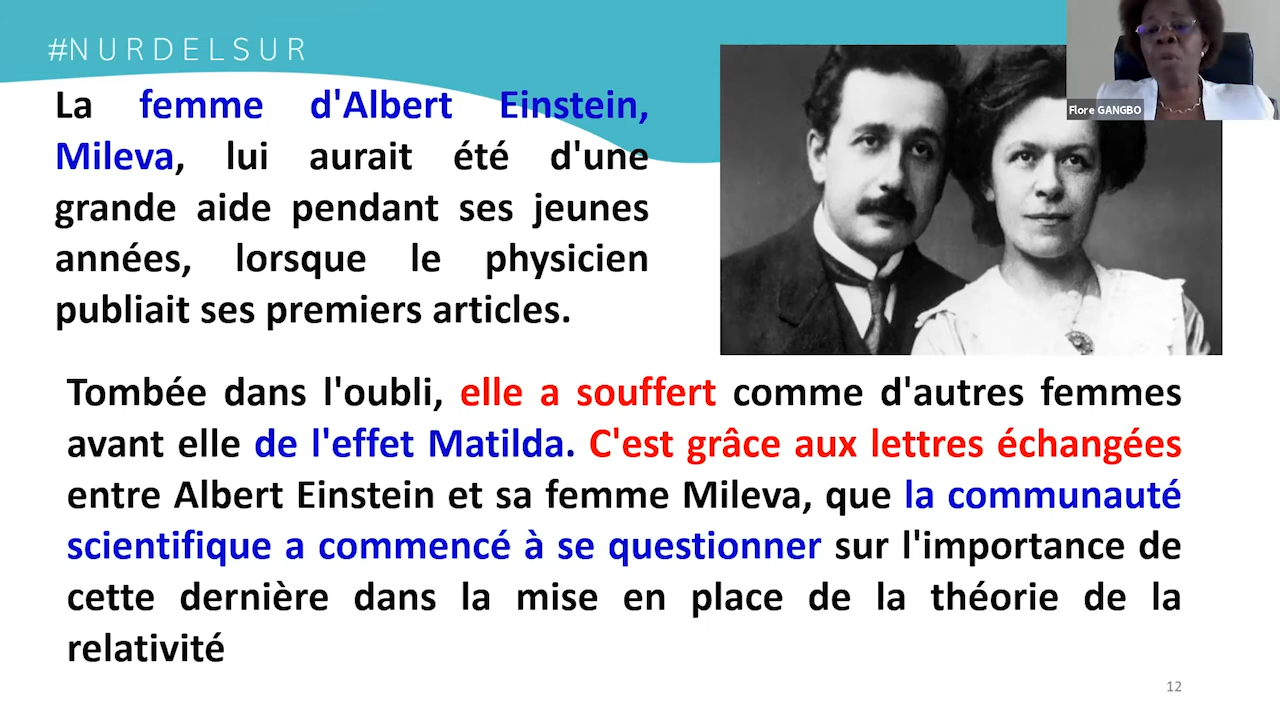 #NURDELSUR
Flore GANGBO
La femme d'Albert Einstein,
Mileva, lui aurait été d'une
grande aide pendant ses jeunes
années, lorsque le physicien
publiait ses premiers articles.
Tombée dans l'oubli, elle a souffert comme d'autres femmes
avant elle de l'effet Matilda. C'est grâce aux lettres échangées
entre Albert Einstein et sa femme Mileva, que la communauté
scientifique a commencé à se questionner sur l'importance de
cette dernière dans la mise en place de la théorie de la
relativité
12